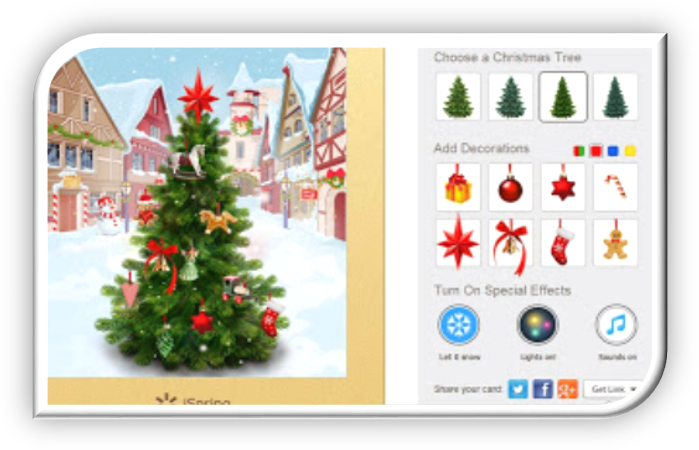 Choose a Christmas Tree
Add Decorations
Turn On Special Effects
Let it snow
Lights on!
Sounds on
Share your card:
Get Link
iSpring